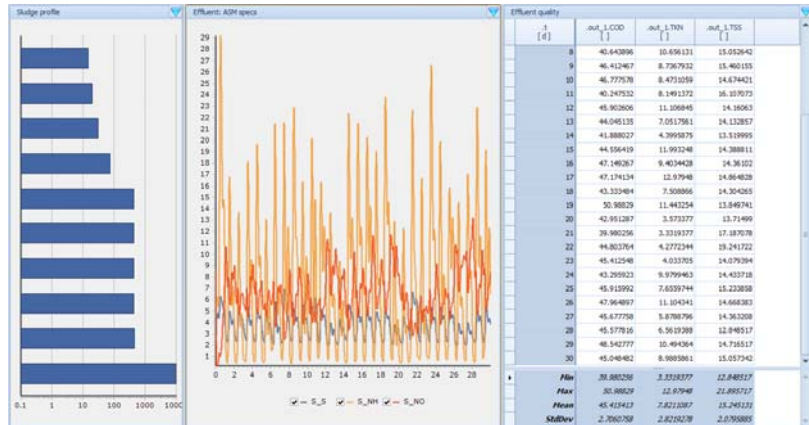 Sludge profile
0.1 1 10 100 1000 1000
Effluent: ASM specs
29
28
27
26
25
24
23
22
21
20
19
18
17
16
15
14
13
12
11
10
9
8
7
6
5
4
3
2
1
0 2 4 6 8 10 12 14 16 18 20 22 24 26 28
S_S S_NH S_NO
Effluent quality
.t .out_1.COD .out_1.TKN .out_1.TSS
[d] [ ] [ ] [ ]
8 40.643896 10.656131 15.052642
9 46.412467 8.7367932 15.460155
10 46.777578 8.4731059 14.674421
11 40.247532 8.1491372 16.107073
12 45.902606 11.106845 14.16063
13 44.045135 7.0517561 14.132857
14 41.888027 4.3995875 13.519995
15 44.556419 11.993248 14.388811
16 47.149267 9.4034428 14.36102
17 47.174134 12.97948 14.864828
18 43.333484 7.508866 14.304265
19 50.98829 11.443254 13.849741
20 42.951287 3.573377 13.71499
21 39.980256 3.3319377 17.187078
22 44.803764 4.2772344 19.241722
23 45.412548 4.033705 14.079394
24 43.295923 9.9799463 14.433718
25 45.915992 7.6559744 15.233858
26 47.964897 11.104341 14.668383
27 45.677758 5.8788796 14.363208
28 45.577816 6.5619388 12.848517
29 48.542777 10.494364 14.716517
30 45.048482 8.9885861 15.057342
Min 39.980256 3.3319377 12.848517
Max 50.98829 12.97948 21.895717
Mean 45.415413 7.8211087 15.245131
StdDev 2.7060758 2.8219278 2.0795885